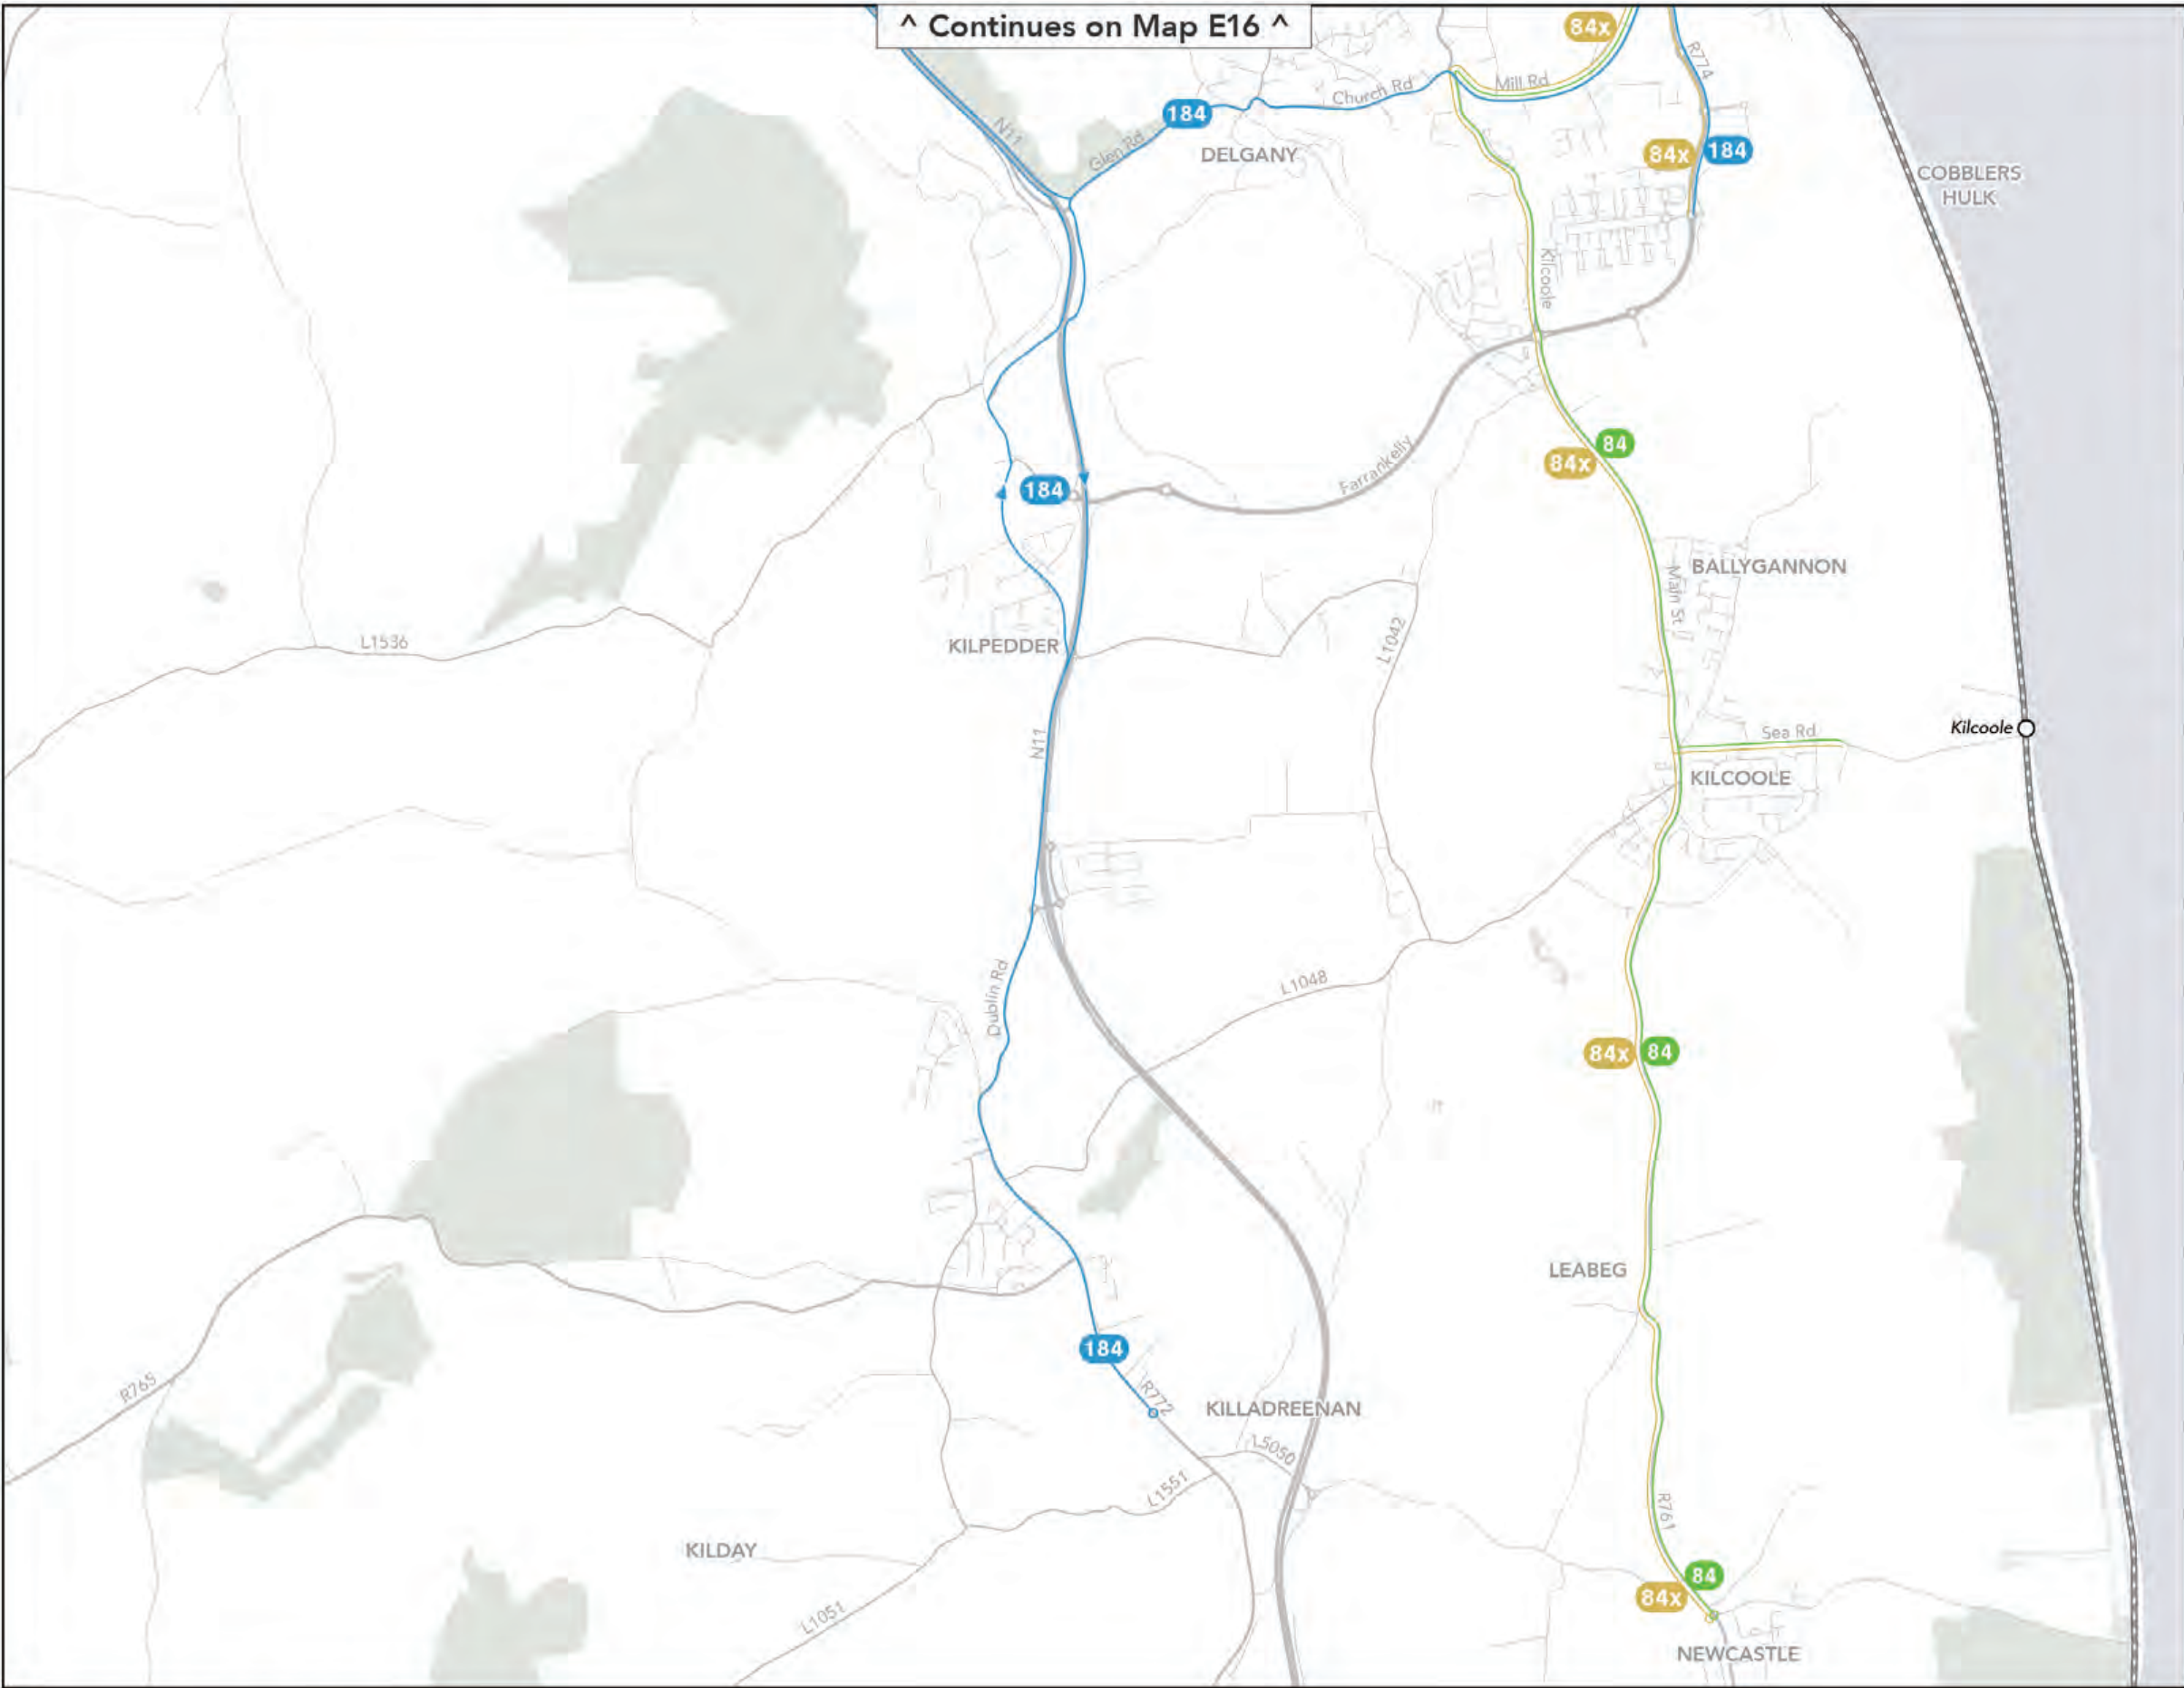 ^ Continues on Map E16 ^
84x
R774
N11
184
Church Rd
Mill Rd
Glen Rd
DELGANY
84x
184
COBBLERS
HULK
Kilcoole
84
84x
Farrankelly
184
BALLYGANNON
Main St
L1536
KILPEDDER
L1042
N11
Kilcoole
Sea Rd
KILCOOLE
Dublin Rd
L1048
84x
84
LEABEG
184
R765
R772
KILLADREENAN
L5050
L1551
R761
KILDAY
84
84x
L1051
NEWCASTLE